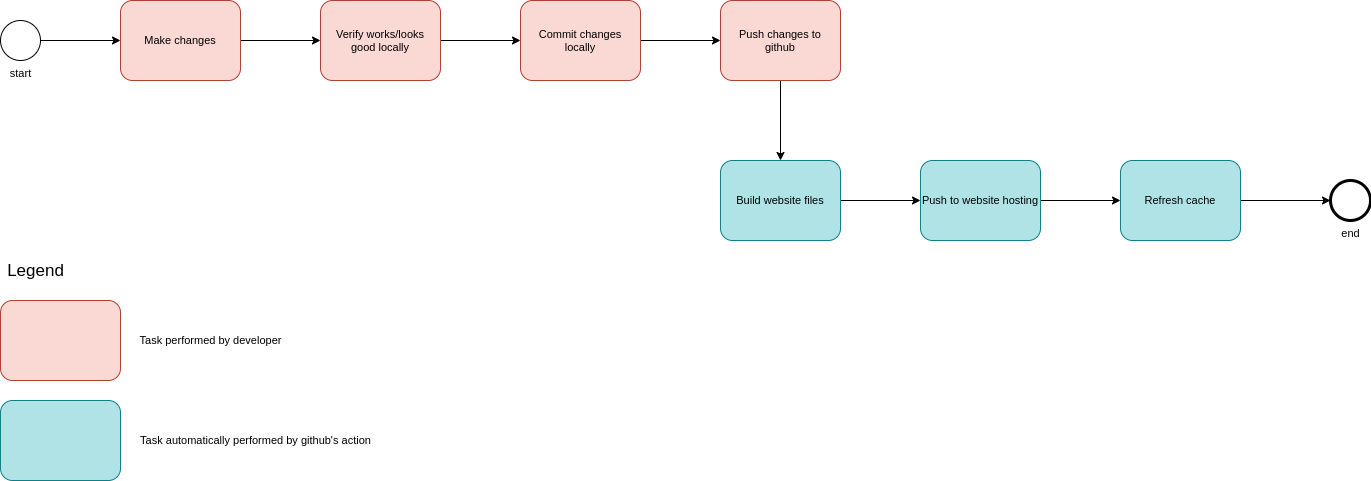 start
Make changes
Verify works/looks
good locally
Commit changes
locally
Push changes to
github
Build website files
Push to website hosting
Refresh cache
end
Legend
Task performed by developer
Task automatically performed by github's action